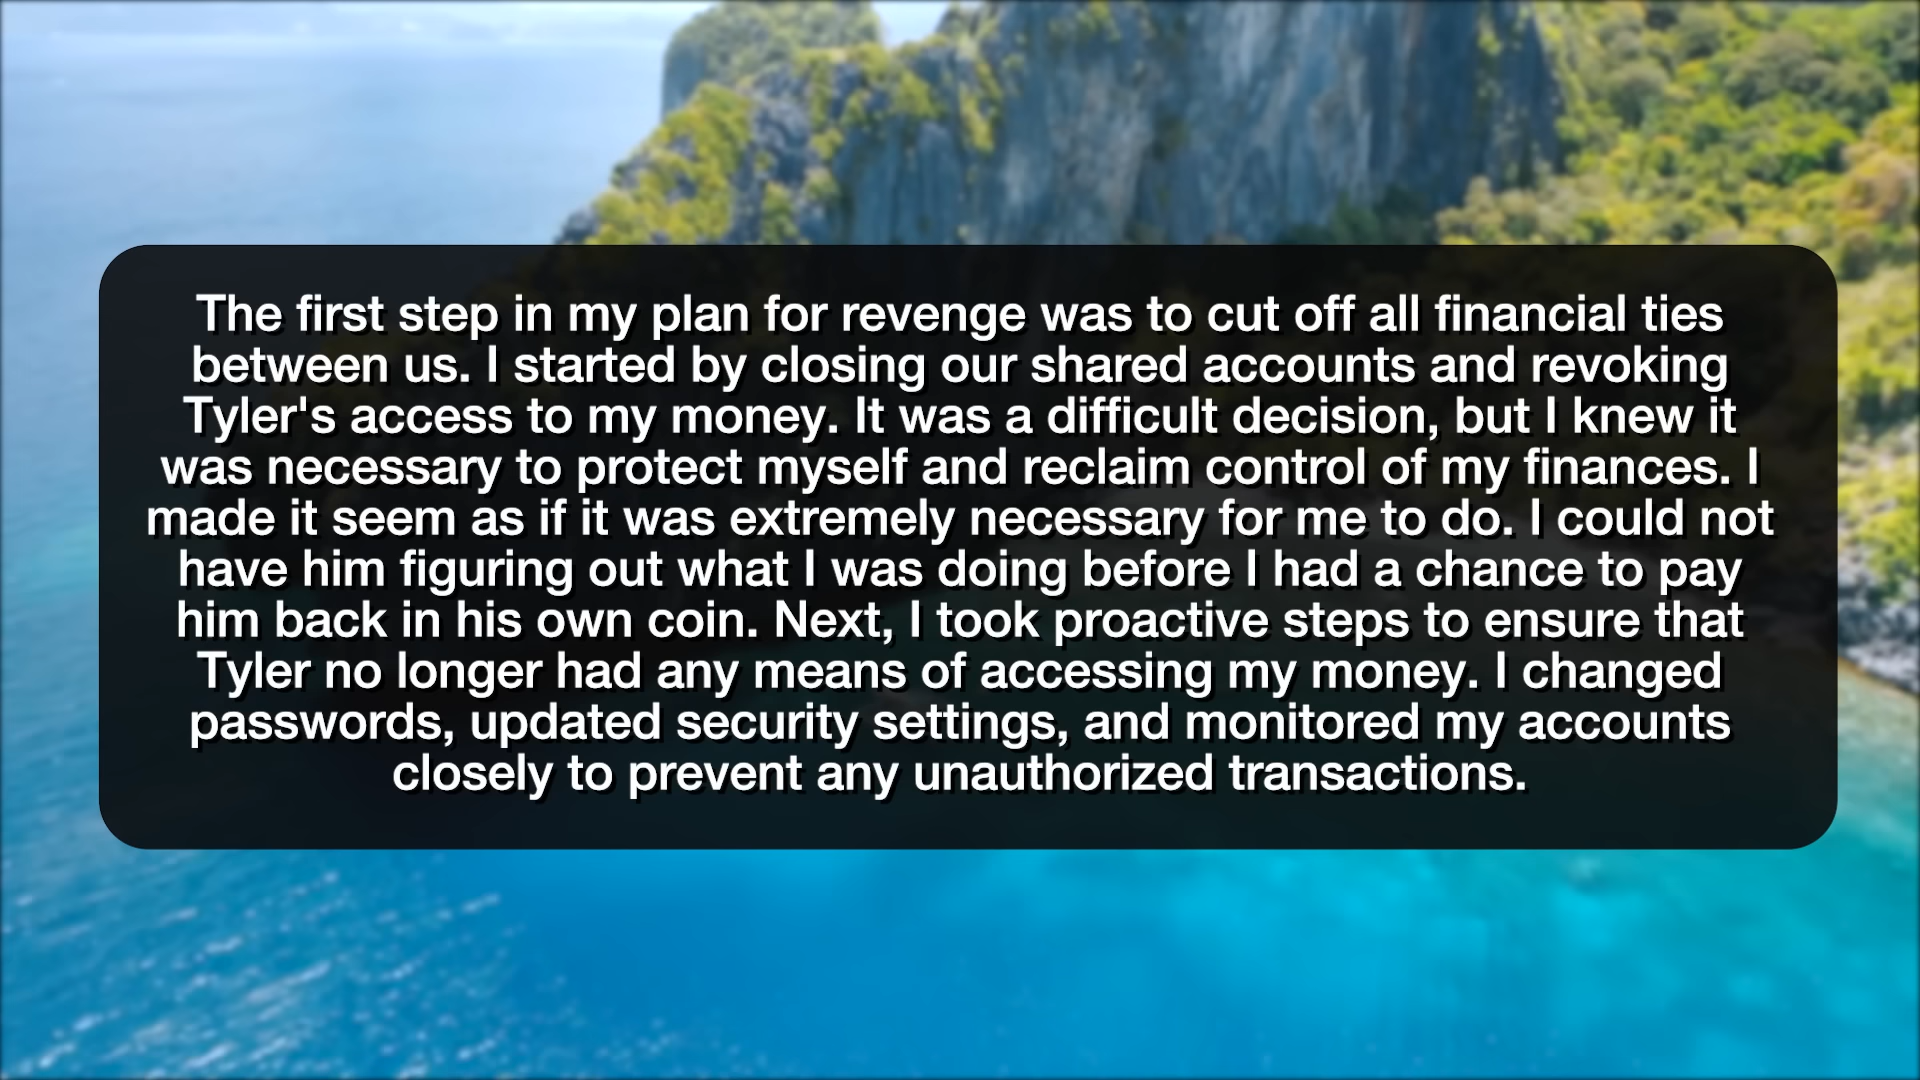 The first step in my plan for revenge was to cut off all financial ties
between us. I started by closing our shared accounts and revoking
Tyler's access to my money. It was a difficult decision, but I knew it
was necessary to protect myself and reclaim control of my finances. I
made it seem as if it was extremely necessary for me to do. I could not
have him figuring out what I was doing before I had a chance to pay
him back in his own coin. Next, I took proactive steps to ensure that
Tyler no longer had any means of accessing my money. I changed
passwords, updated security settings, and monitored my accounts
closely to prevent any unauthorized transactions.